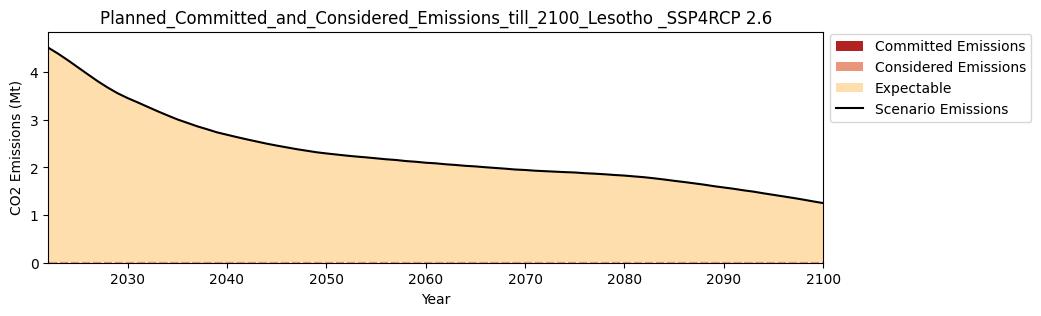 Planned_Committed_and_Considered_Emissions_till_2100_Lesotho _SSP4RCP 2.6
Committed Emissions
Considered Emissions
Expectable
Scenario Emissions
CO2 Emissions (Mt)
4
3
2
1
0
2030 2040 2050 2060 2070 2080 2090 2100
Year